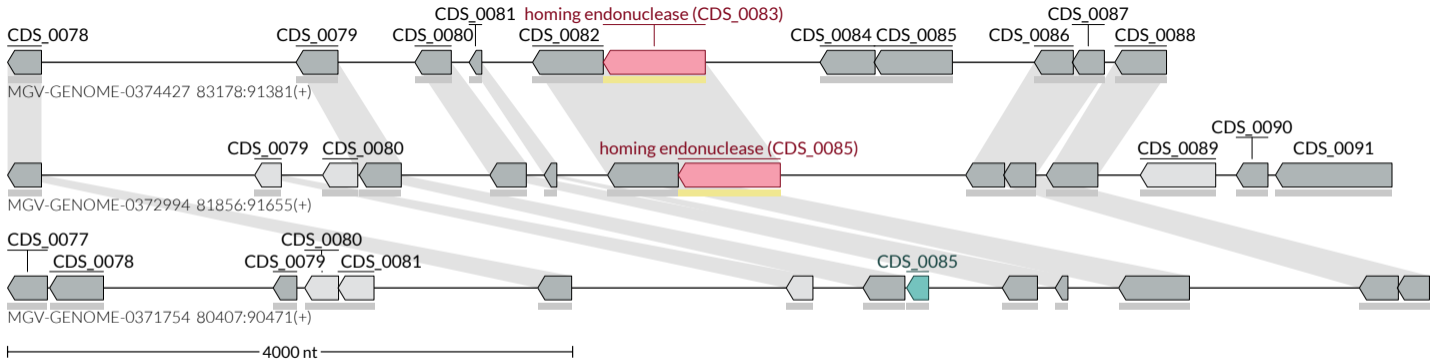 CDS_0081 homing endonuclease (CDS_0083) CDS_0087
CDS_0078 CDS_0079 CDS_0080 CDS_0082 CDS_0084 CDS_0085 CDS_0086 CDS_0088
MGV-GENOME-0374427 83178:91381(+)
CDS_0090
CDS_0079 CDS_0080 homing endonuclease (CDS_0085) CDS_0089 CDS_0091
MGV-GENOME-0372994 81856:91655(+)
CDS_0077 CDS_0080
CDS_0078 CDS_0079 CDS_0081 CDS_0085
MGV-GENOME-0371754 80407:90471(+)
4000 nt